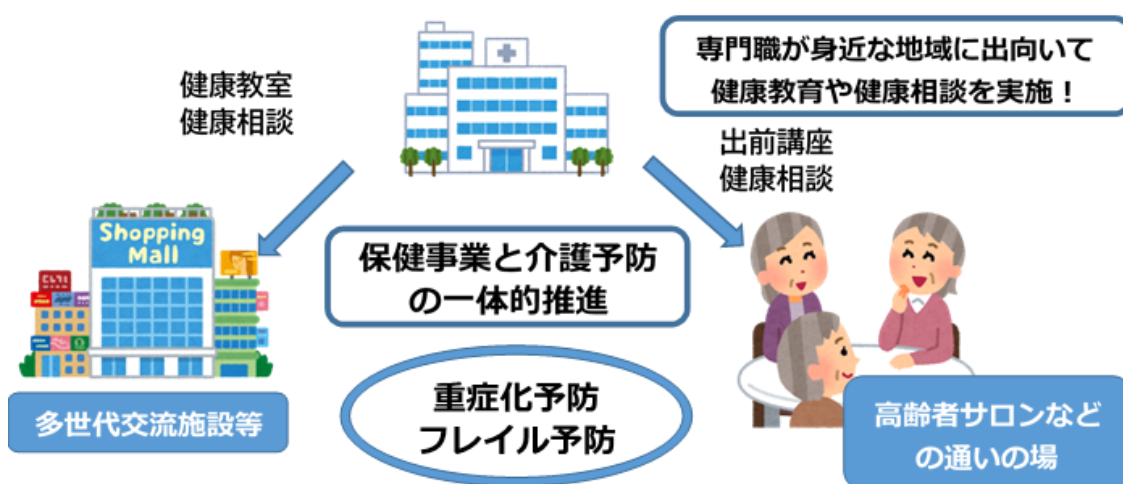 専門職が身近な地域に出向いて
健康教育や健康相談を実施！
健康教室
健康相談
出前講座
健康相談
Shopping
Mall
保健事業と介護予防
の一体的推進
重症化予防
フレイル予防
多世代交流施設等
高齢者サロンなど
の通いの場